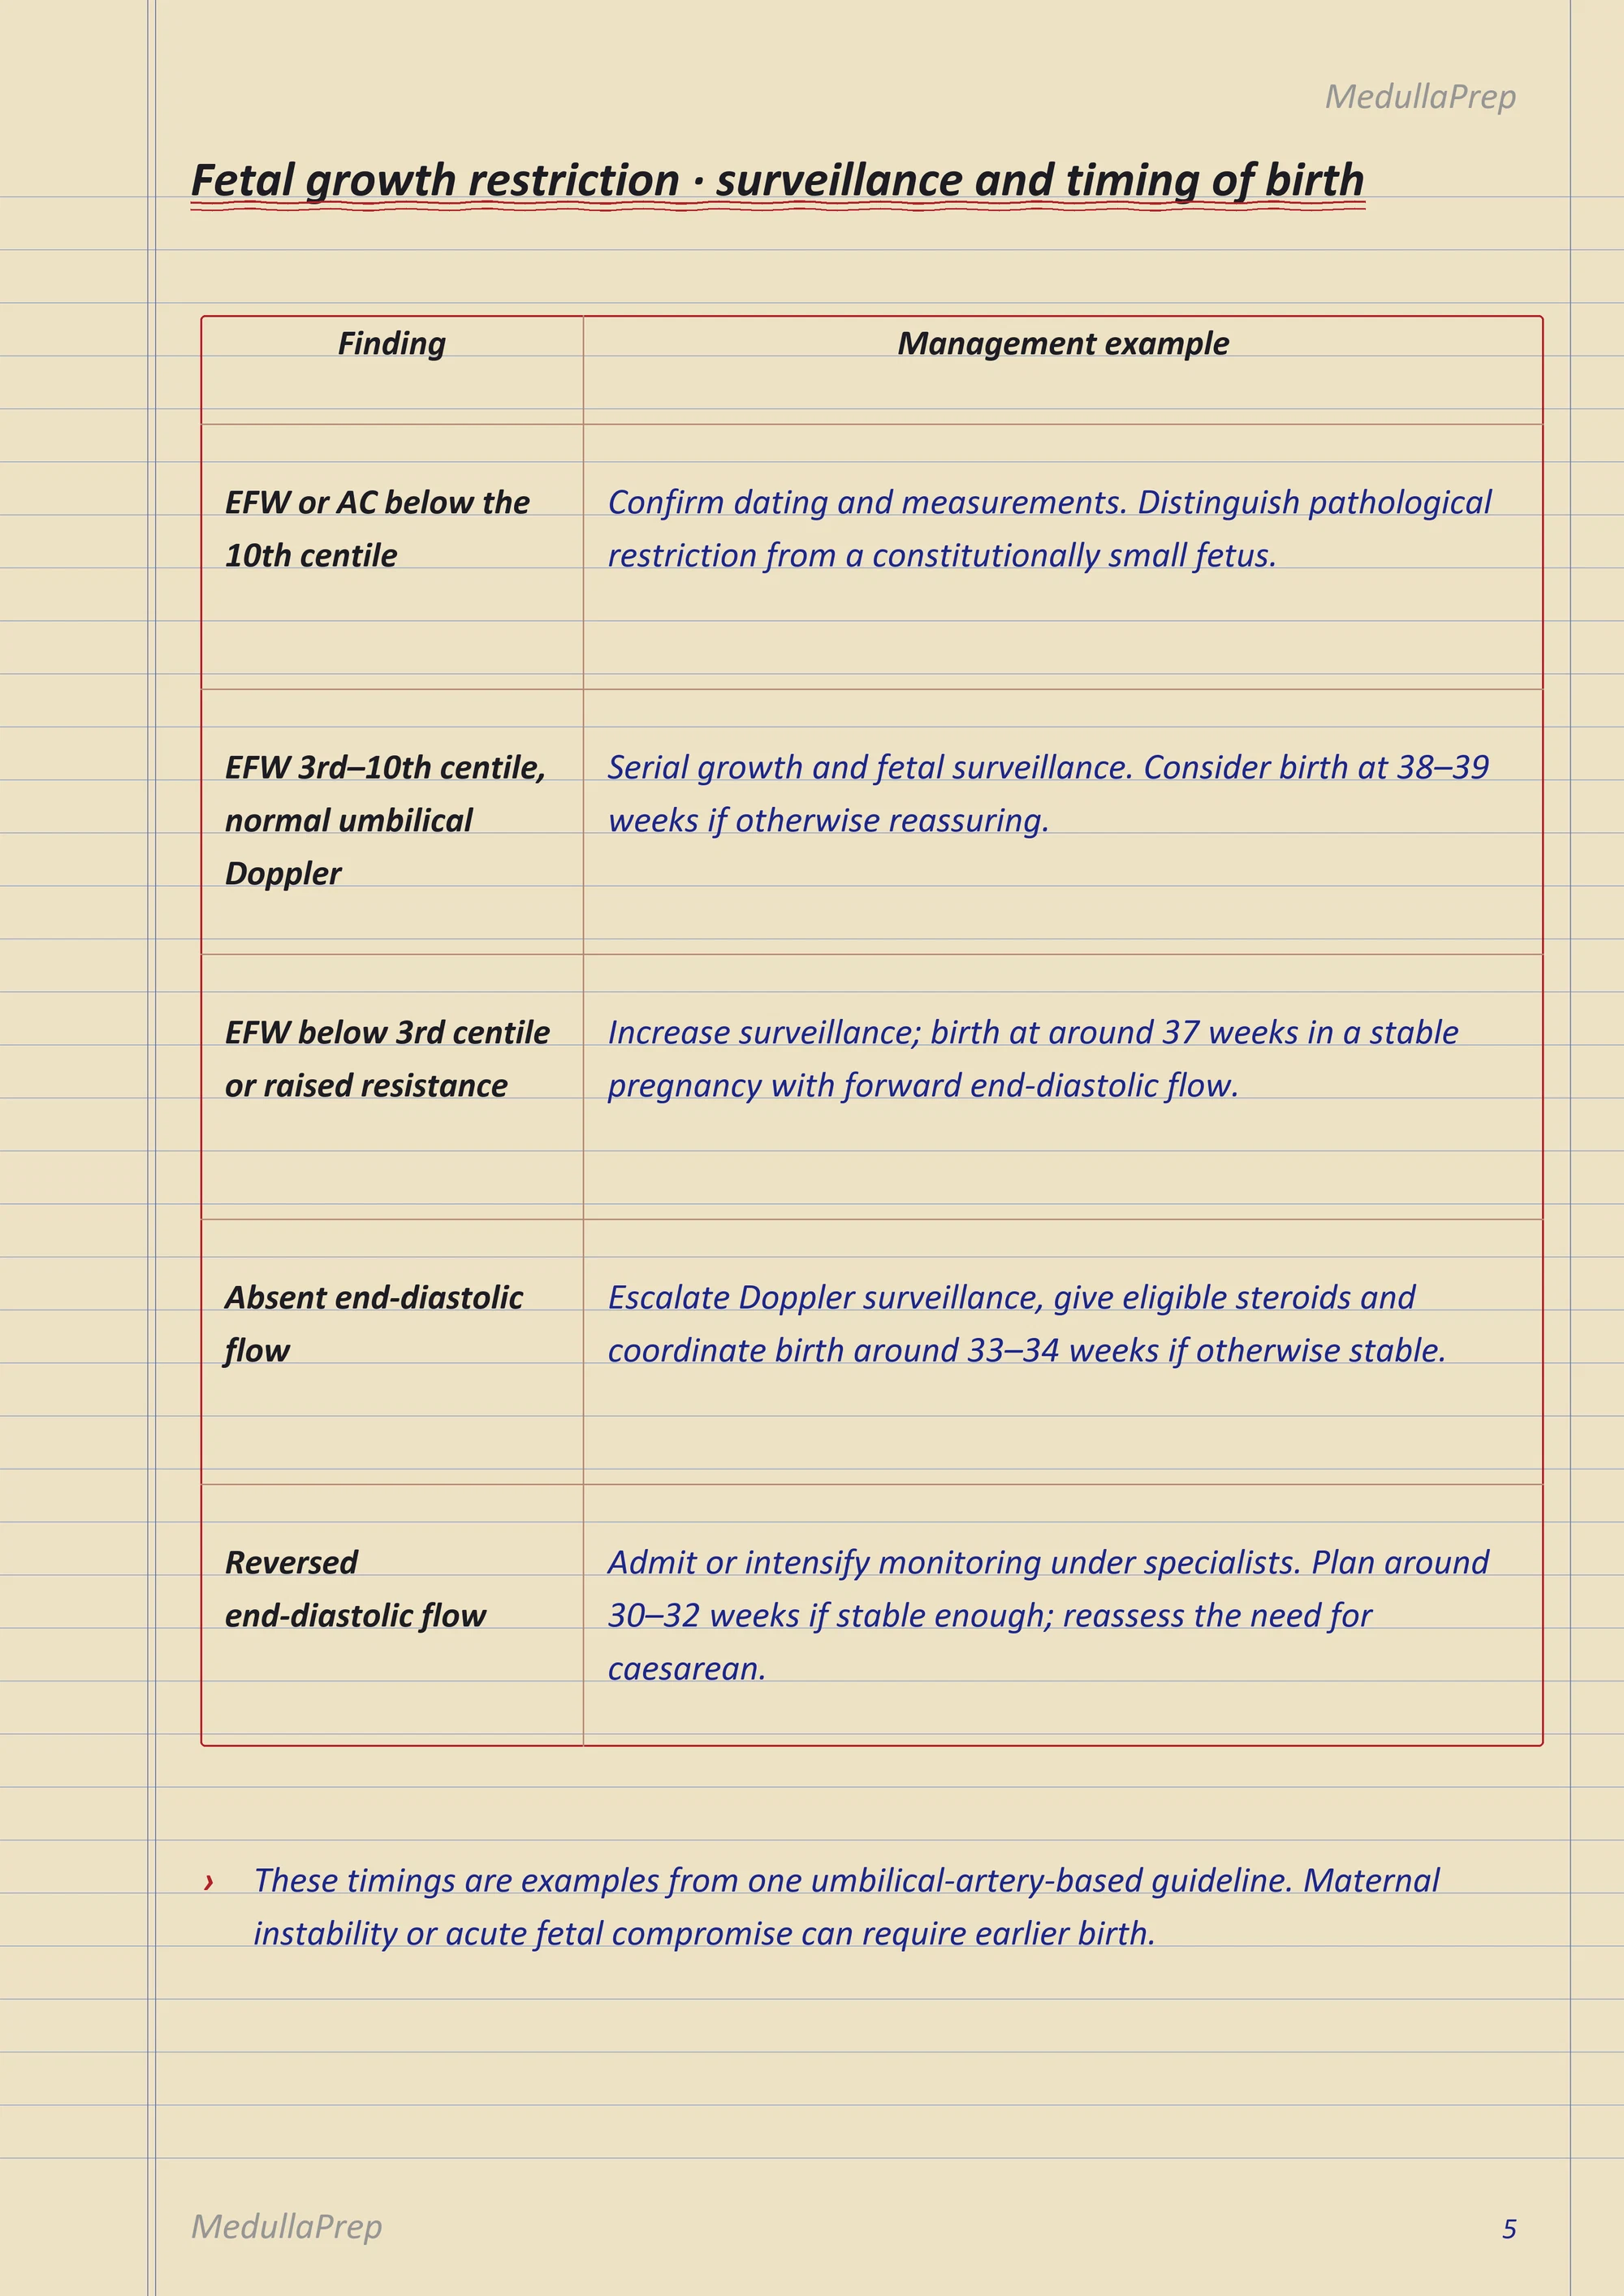 MedullaPrep
Fetal growth restriction · surveillance and timing of birth
Finding
Management example
EFW or AC below the
10th centile
Confirm dating and measurements. Distinguish pathological
restriction from a constitutionally small fetus.
EFW 3rd–10th centile,
normal umbilical
Doppler
Serial growth and fetal surveillance. Consider birth at 38–39
weeks if otherwise reassuring.
EFW below 3rd centile
or raised resistance
Increase surveillance; birth at around 37 weeks in a stable
pregnancy with forward end-diastolic flow.
Absent end-diastolic
flow
Escalate Doppler surveillance, give eligible steroids and
coordinate birth around 33–34 weeks if otherwise stable.
Reversed
end-diastolic flow
Admit or intensify monitoring under specialists. Plan around
30–32 weeks if stable enough; reassess the need for
caesarean.
› These timings are examples from one umbilical-artery-based guideline. Maternal
instability or acute fetal compromise can require earlier birth.
MedullaPrep
5